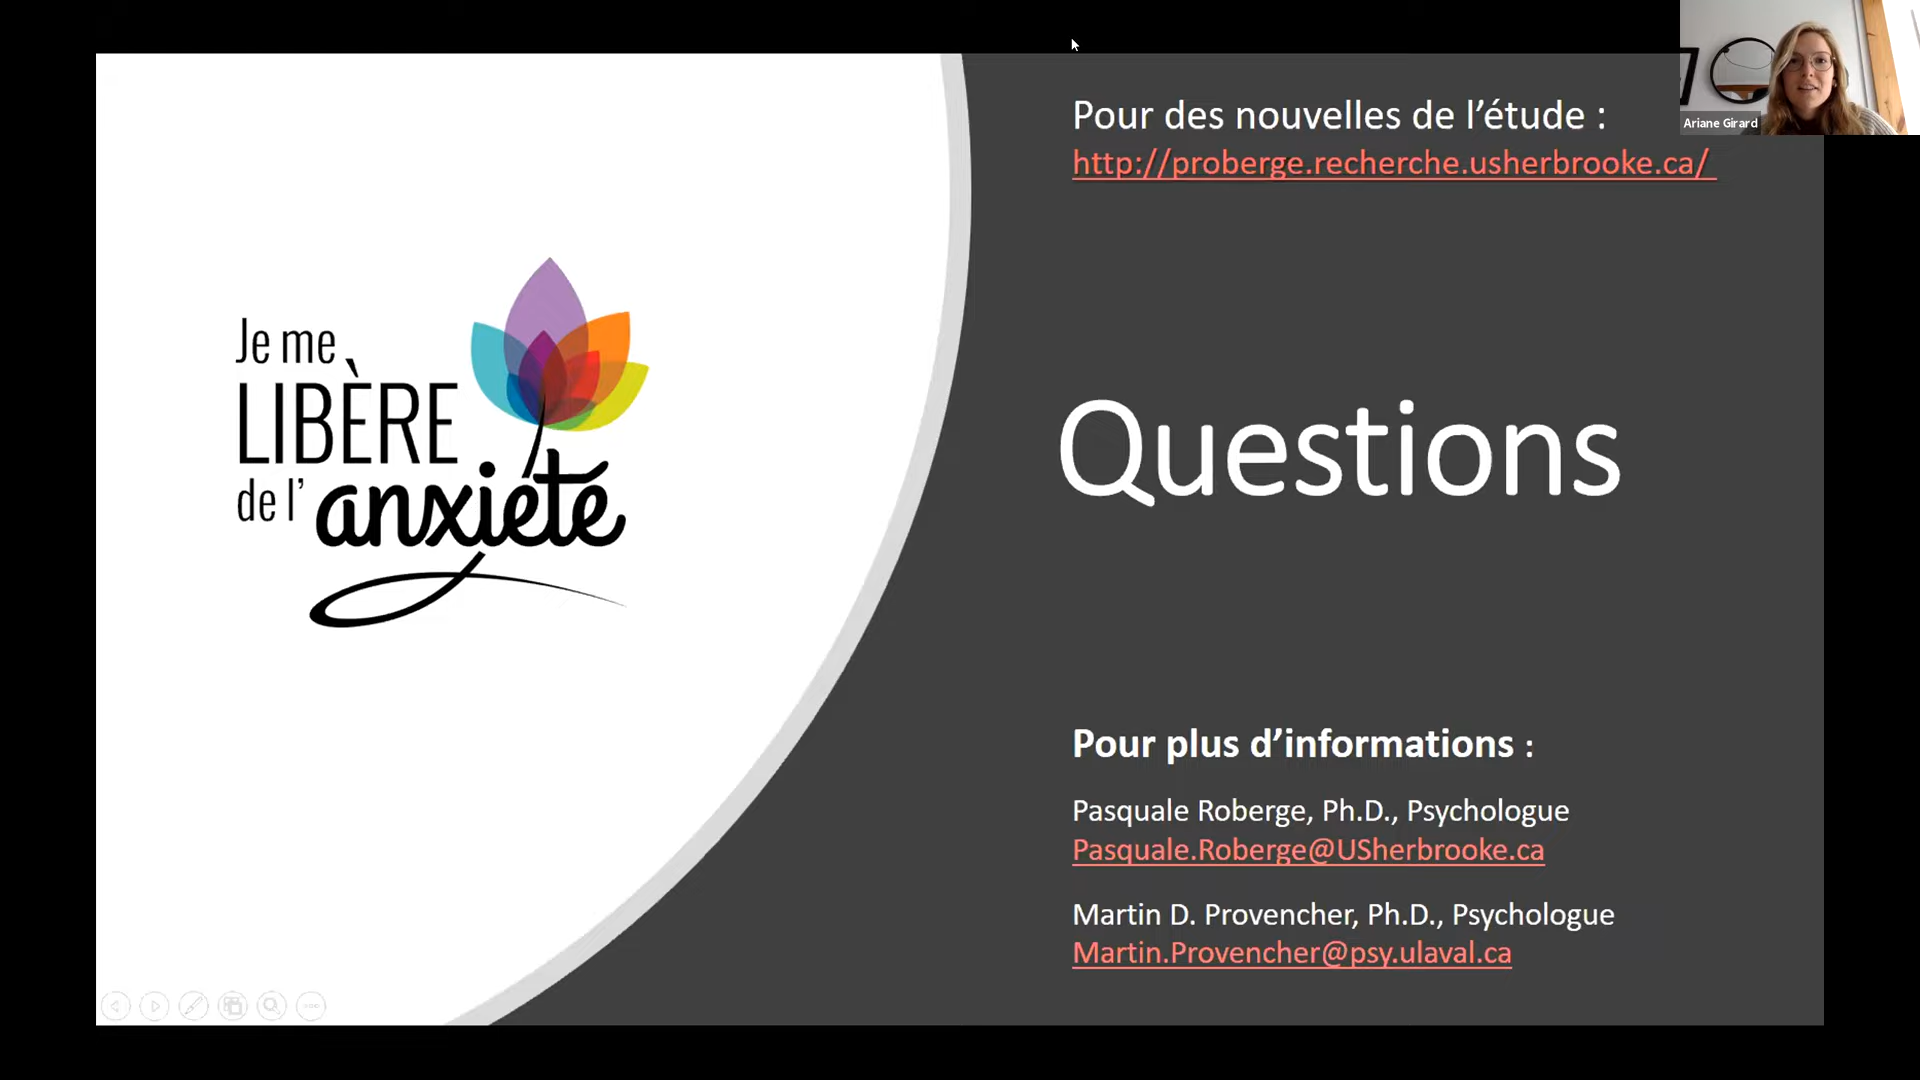 Je me
LIBÈRE
de l' anxiété
Pour des nouvelles de l'étude :
http://proberge.recherche.usherbrooke.ca/
Ariane Girard
Questions
Pour plus d'informations :
Pasquale Roberge, Ph.D., Psychologue
Pasquale.Roberge@USherbrooke.ca
Martin D. Provencher, Ph.D., Psychologue
Martin.Provencher@psy.ulaval.ca